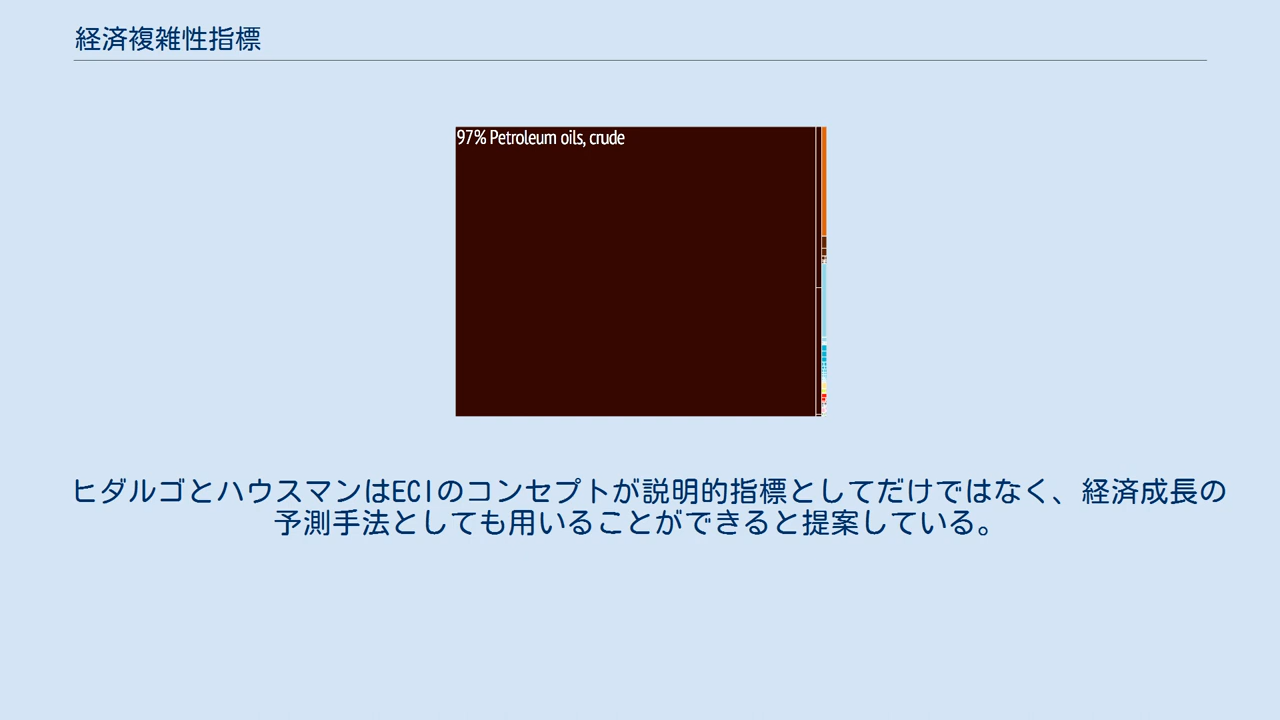 経済複雑性指標
97% Petroleum oils, crude
ヒダルゴとハウスマンはECIのコンセプトが説明的指標としてだけではなく、経済成長の
予測手法としても用いることができると提案している。